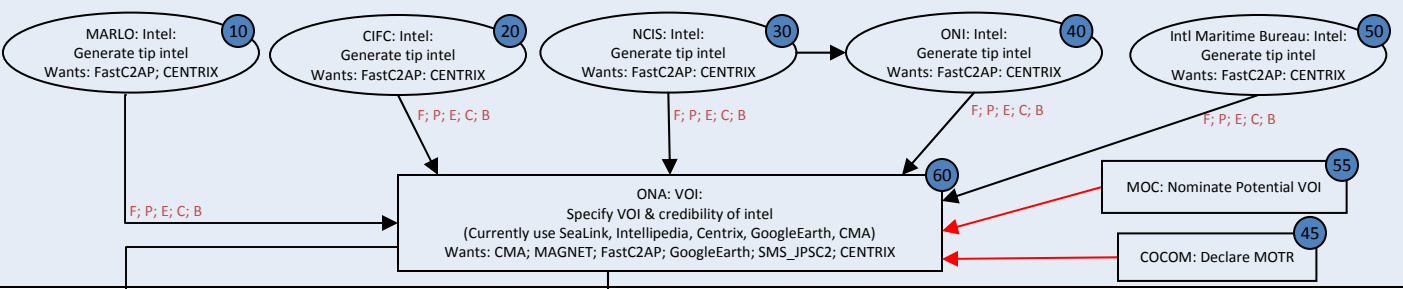 MARLO: Intel:
Generate tip intel
Wants: FastC2AP; CENTRIX
10
CIFC: Intel:
Generate tip intel
Wants: FastC2AP: CENTRIX
20
NCIS: Intel:
Generate tip intel
Wants: FastC2AP: CENTRIX
30
ONI: Intel:
Generate tip intel
Wants: FastC2AP: CENTRIX
40
Intl Maritime Bureau: Intel:
Generate tip intel
Wants: FastC2AP: CENTRIX
50
F; P; E; C; B
F; P; E; C; B
F; P; E; C; B
F; P; E; C; B
F; P; E; C; B
ONA: VOI:
Specify VOI & credibility of intel
(Currently use SeaLink, Intellipedia, Centrix, GoogleEarth, CMA)
Wants: CMA; MAGNET; FastC2AP; GoogleEarth; SMS_JPSC2; CENTRIX
60
MOC: Nominate Potential VOI
55
COCOM: Declare MOTR
45